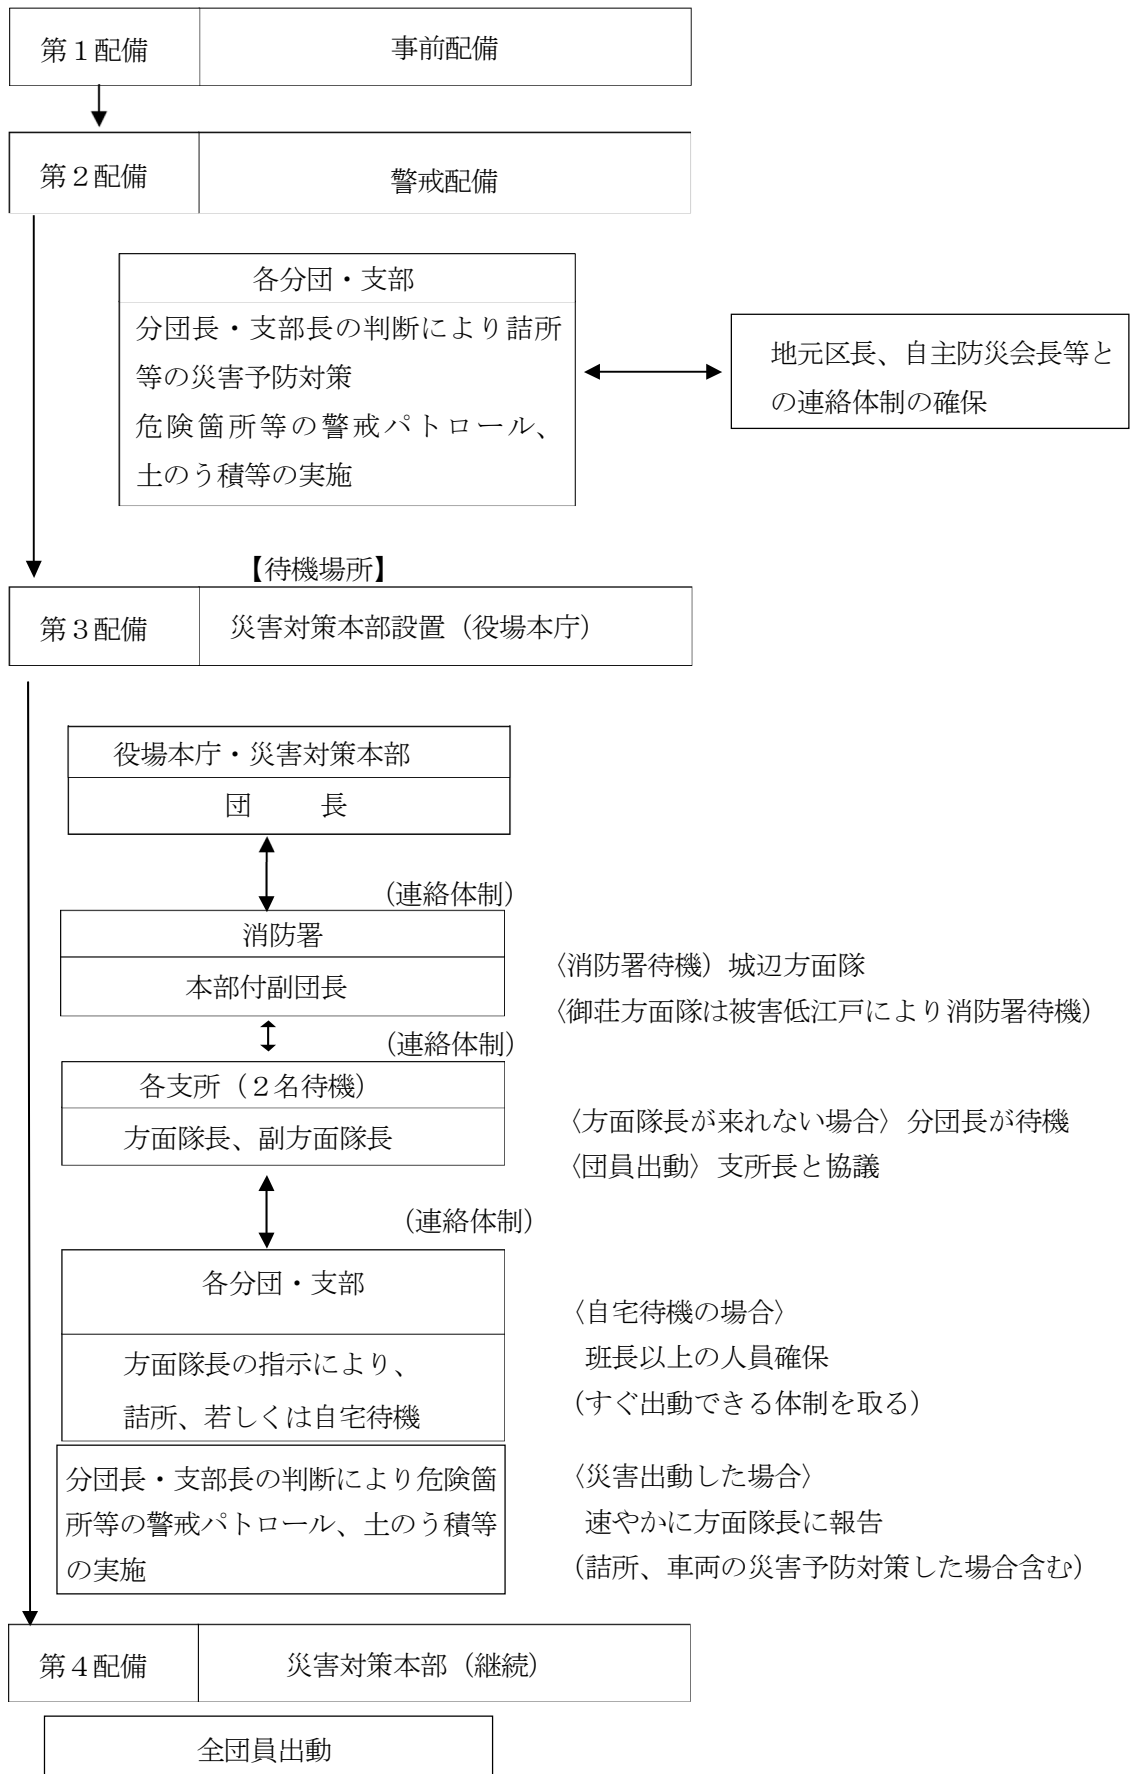 第１配備　事前配備
第２配備　警戒配備
各分団・支部
分団長・支部長の判断により詰所
等の災害予防対策
危険箇所等の警戒パトロール、
土のう積等の実施
地元区長、自主防災会長等と
の連絡体制の確保
【待機場所】
第３配備　災害対策本部設置（役場本庁）
役場本庁・災害対策本部
団　　長
（連絡体制）
消防署
本部付副団長
〈消防署待機）城辺方面隊
〈御荘方面隊は被害低江戸により消防署待機）
（連絡体制）
各支所（２名待機）
方面隊長、副方面隊長
〈方面隊長が来れない場合〉分団長が待機
〈団員出動〉支所長と協議
（連絡体制）
各分団・支部
方面隊長の指示により、
詰所、若しくは自宅待機
〈自宅待機の場合〉
班長以上の人員確保
（すぐ出動できる体制を取る）
分団長・支部長の判断により危険箇
所等の警戒パトロール、土のう積等
の実施
〈災害出動した場合〉
速やかに方面隊長に報告
（詰所、車両の災害予防対策した場合含む）
第４配備　災害対策本部（継続）
全団員出動